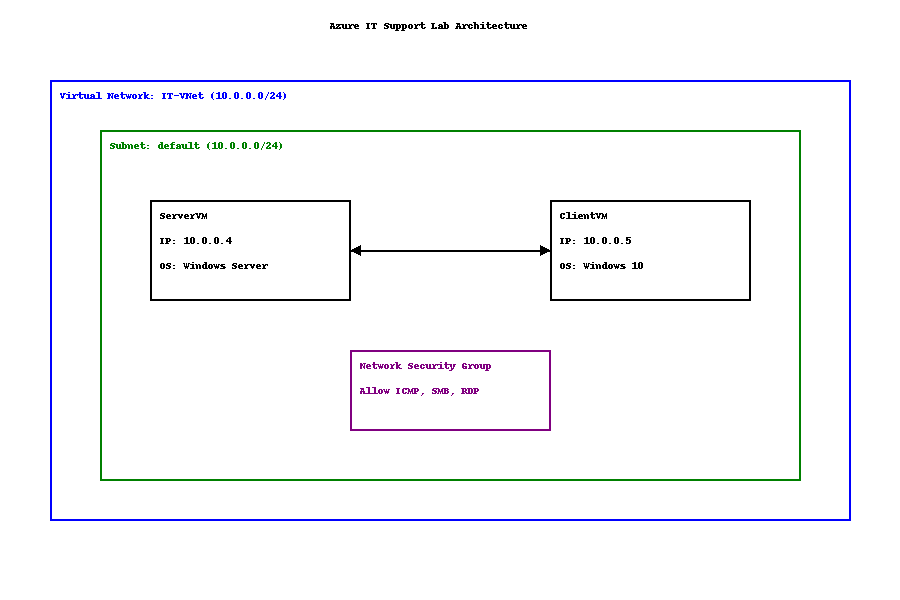 Azure IT Support Lab Architecture
Virtual Network: IT-VNet (10.0.0.0/24)
Subnet: default (10.0.0.0/24)
ServerVM
IP: 10.0.0.4
OS: Windows Server
ClientVM
IP: 10.0.0.5
OS: Windows 10
Network Security Group
Allow ICMP, SMB, RDP